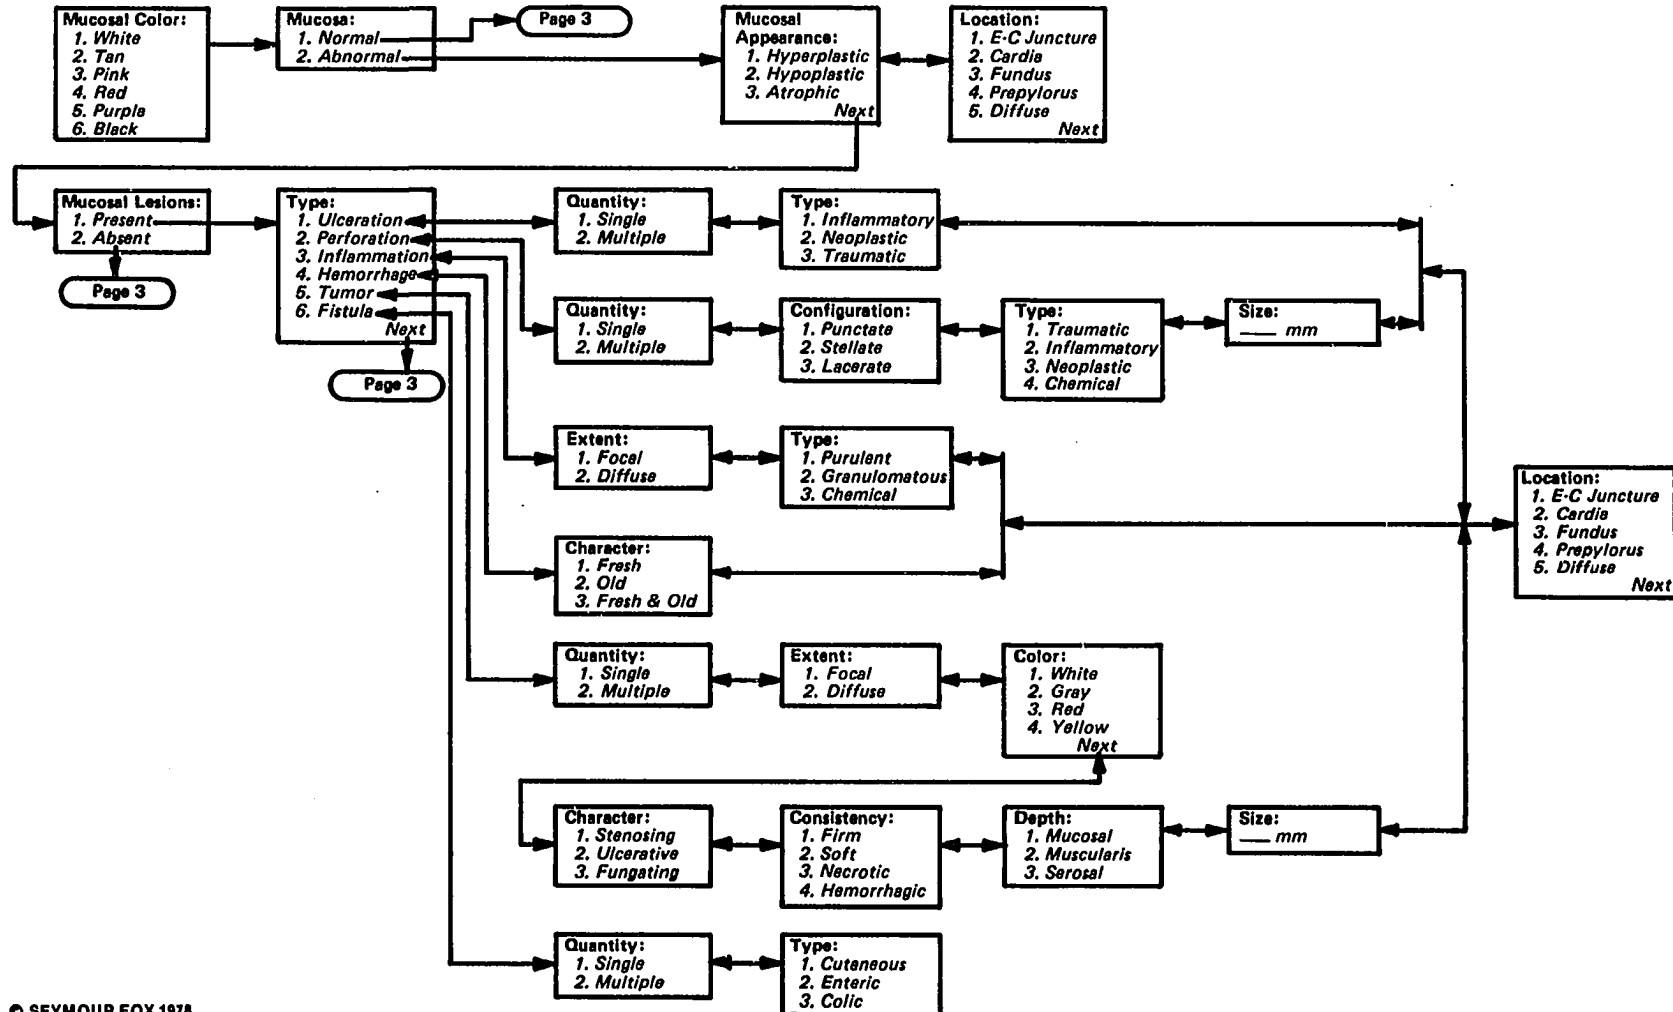 Mucosal Color:
1. White
2. Tan
3. Pink
4. Red
5. Purple
6. Black
Mucosa:
1. Normal
2. Abnormal
Page 3
Mucosal
Appearance:
1. Hyperplastic
2. Hypoplastic
3. Atrophic
Next
Location:
1. E-C Juncture
2. Cardia
3. Fundus
4. Prepylorus
5. Diffuse
Next
Mucosal Lesions:
1. Present
2. Absent
Page 3
Type:
1. Ulceration
2. Perforation
3. Inflammation
4. Hemorrhage
5. Tumor
6. Fistula
Next
Page 3
Quantity:
1. Single
2. Multiple
Type:
1. Inflammatory
2. Neoplastic
3. Traumatic
Quantity:
1. Single
2. Multiple
Configuration:
1. Punctate
2. Stellate
3. Lacerate
Type:
1. Traumatic
2. Inflammatory
3. Neoplastic
4. Chemical
Size:
___ mm
Extent:
1. Focal
2. Diffuse
Type:
1. Purulent
2. Granulomatous
3. Chemical
Character:
1. Fresh
2. Old
3. Fresh & Old
Location:
1. E-C Juncture
2. Cardia
3. Fundus
4. Prepylorus
5. Diffuse
Next
Quantity:
1. Single
2. Multiple
Extent:
1. Focal
2. Diffuse
Color:
1. White
2. Gray
3. Red
4. Yellow
Next
Character:
1. Stenosing
2. Ulcerative
3. Fungating
Consistency:
1. Firm
2. Soft
3. Necrotic
4. Hemorrhagic
Depth:
1. Mucosal
2. Muscularis
3. Serosal
Size:
___ mm
Quantity:
1. Single
2. Multiple
Type:
1. Cutaneous
2. Enteric
3. Colic
© SEYMOUR FOX 1978